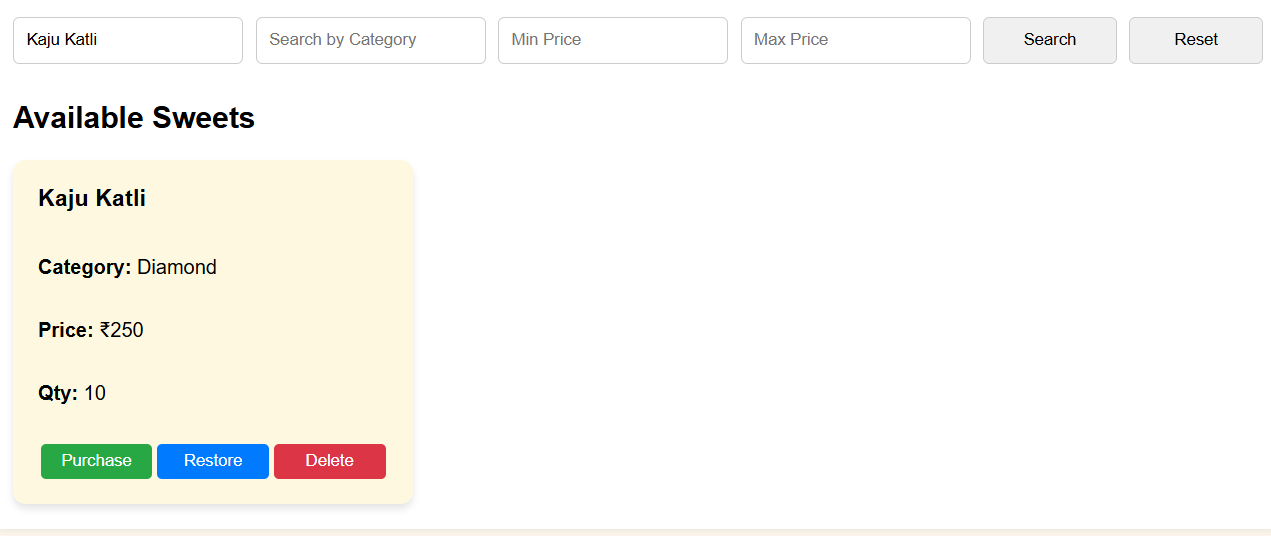 Kaju Katli Search by Category Min Price Max Price Search Reset
Available Sweets
Kaju Katli
Category: Diamond
Price: ₹250
Qty: 10
Purchase Restore Delete